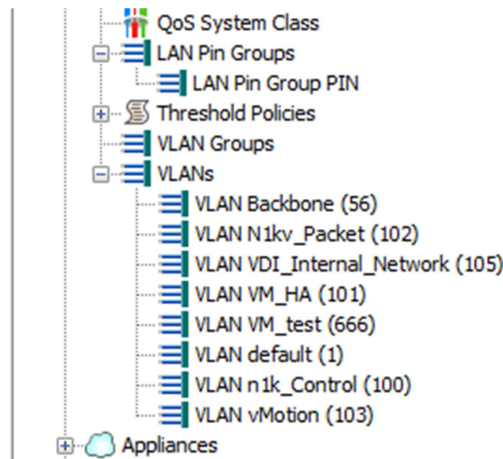 QoS System Class
LAN Pin Groups
LAN Pin Group PIN
Threshold Policies
VLAN Groups
VLANs
VLAN Backbone (56)
VLAN N1kv_Packet (102)
VLAN VDI_Internal_Network (105)
VLAN VM_HA (101)
VLAN VM_test (666)
VLAN default (1)
VLAN n1k_Control (100)
VLAN vMotion (103)
Appliances